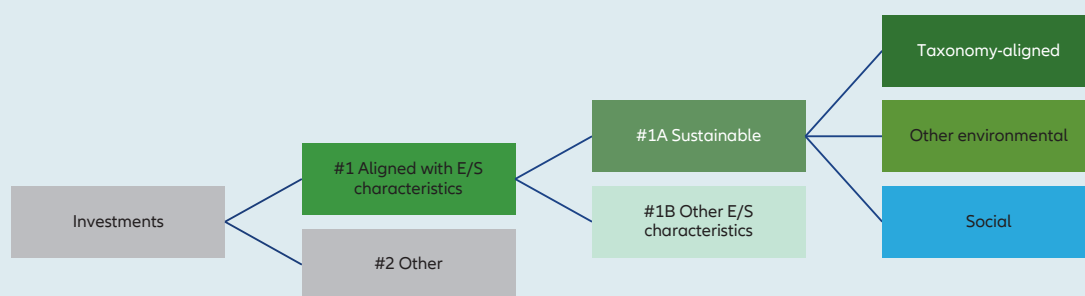 Investments
#1 Aligned with E/S
characteristics
#2 Other
#1A Sustainable
#1B Other E/S
characteristics
Taxonomy-aligned
Other environmental
Social